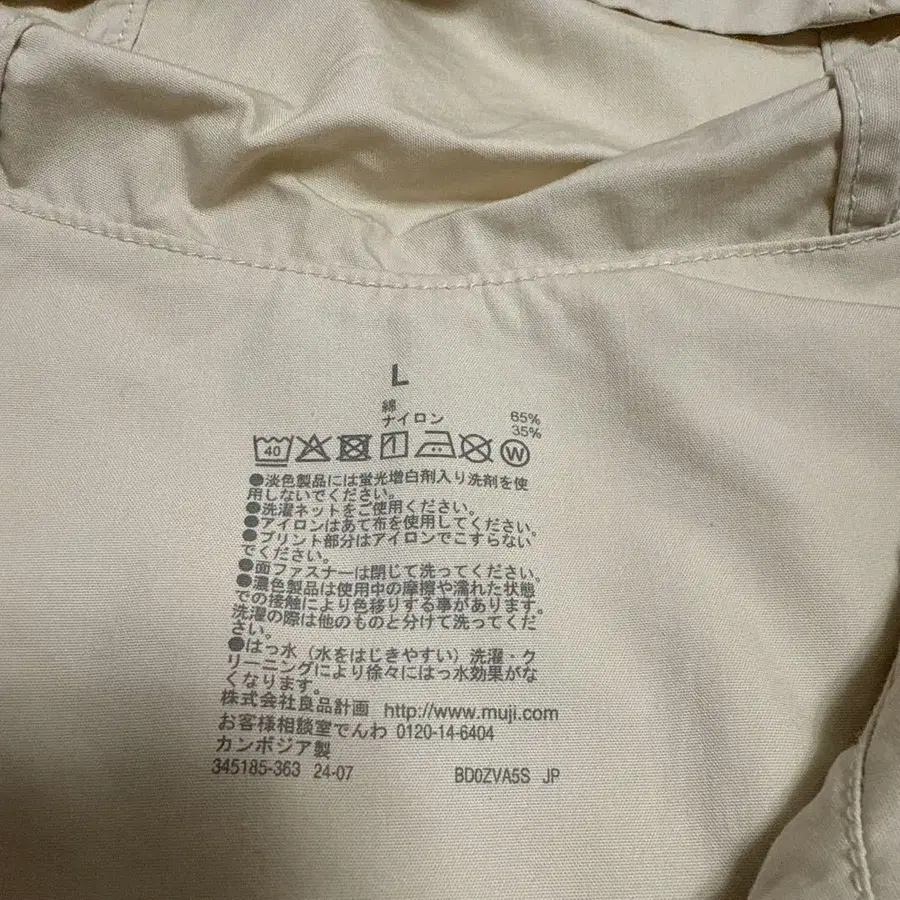 L
綿 65%
ナイロン 35%
40 W
●淡色製品には蛍光増白剤入り洗剤を使
用しないでください。
●洗濯ネットをご使用ください。
●アイロンはあて布を使用してください。
●プリント部分はアイロンでこすらない
でください。
●面ファスナーは閉じて洗ってください。
●濃色製品は使用中の摩擦や濡れた状態
での接触により色移りする事があります。
洗濯の際は他のものと分けて洗ってくだ
さい。
●はっ水（水をはじきやすい）洗濯・ク
リーニングにより徐々にはっ水効果がな
くなります。
株式会社良品計画 http://www.muji.com
お客様相談室でんわ 0120-14-6404
カンボジア製
345185-363 24-07 BD0ZVA5S JP